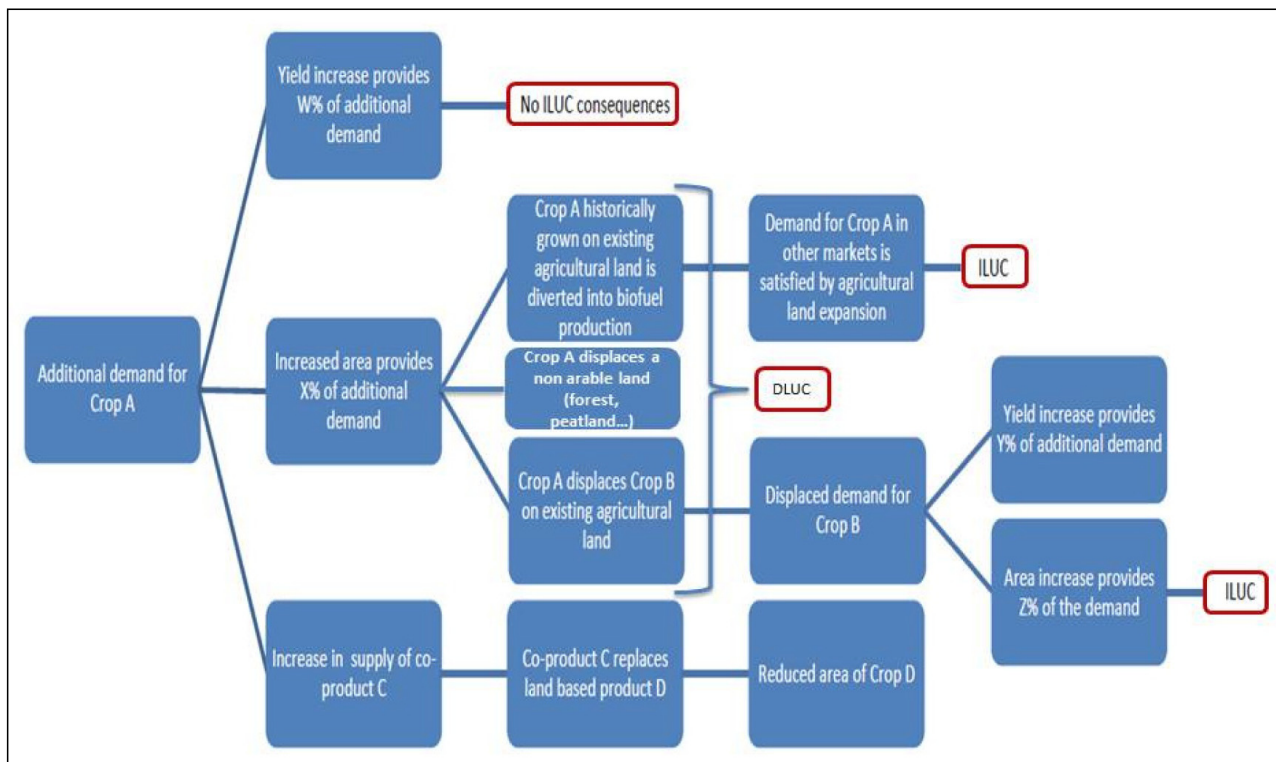 Yield increase provides
W% of additional
demand
No ILUC consequences
Crop A historically
grown on existing
agricultural land is
diverted into biofuel
production
Demand for Crop A in
other markets is
satisfied by agricultural
land expansion
ILUC
Additional demand for
Crop A
Increased area provides
X% of additional
demand
Crop A displaces a
non arable land
(forest,
peatland...)
DLUC
Crop A displaces Crop B
on existing agricultural
land
Displaced demand for
Crop B
Yield increase provides
Y% of additional demand
Area increase provides
Z% of the demand
ILUC
Increase in supply of co-
product C
Co-product C replaces
land based product D
Reduced area of Crop D